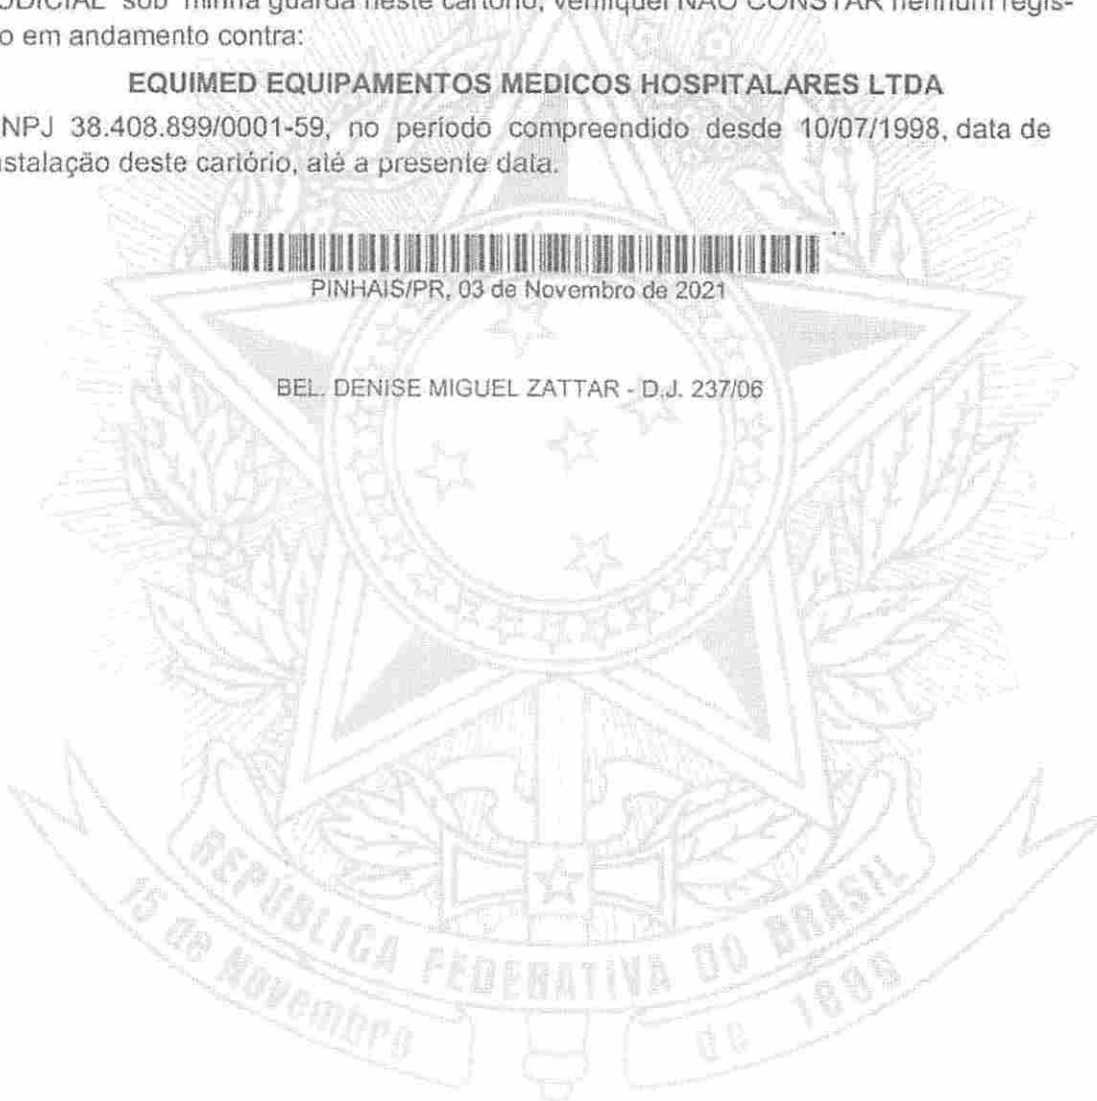 UDICIAL sob minha guarda neste cartório, verifiquei NÃO CONSTAR nenhum regis-
o em andamento contra:
EQUIMED EQUIPAMENTOS MEDICOS HOSPITALARES LTDA
NPJ 38.408.899/0001-59, no período compreendido desde 10/07/1998, data de
nstalação deste cartório, até a presente data.
PINHAIS/PR, 03 de Novembro de 2021
BEL. DENISE MIGUEL ZATTAR - D.J. 237/06
REPÚBLICA FEDERATIVA DO BRASIL
15 de Novembro de 1889